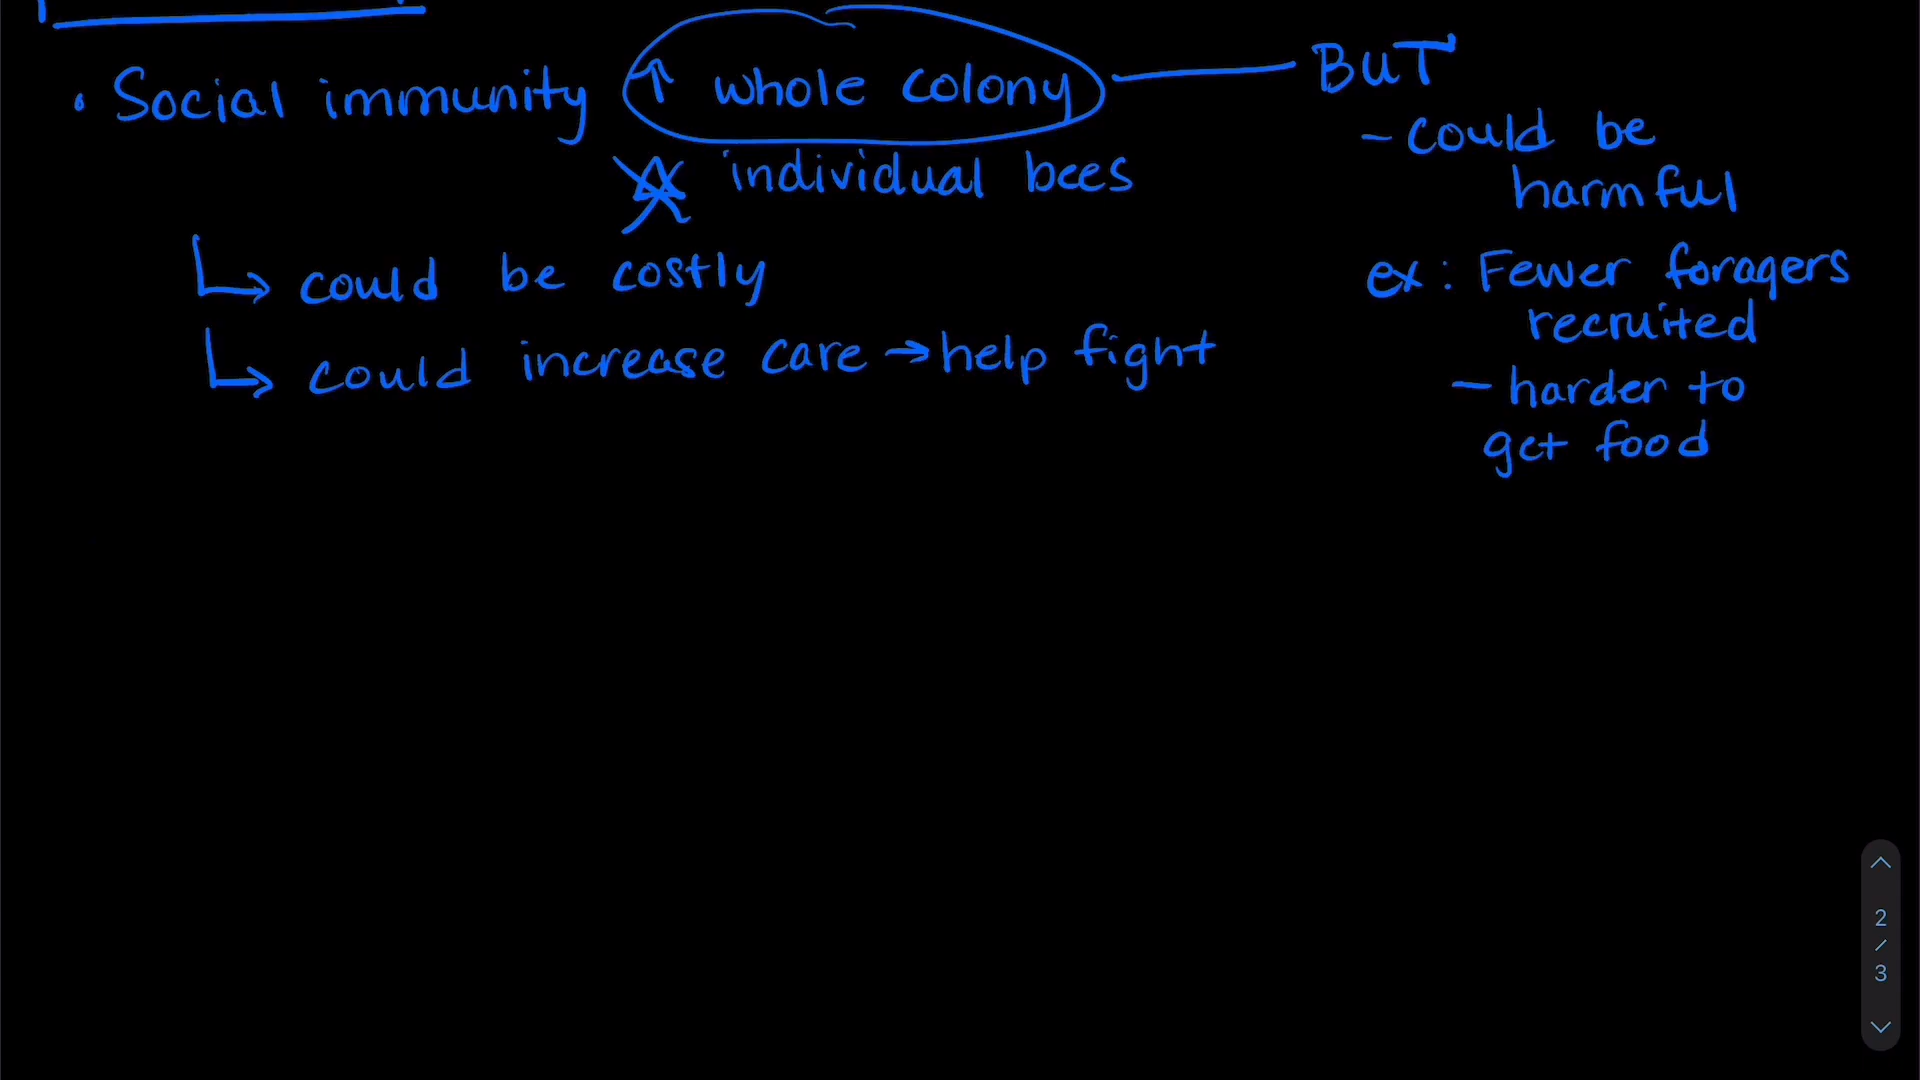 • Social immunity ↑ whole colony — BUT
individual bees
- could be
harmful
↳ could be costly
ex: Fewer foragers
recruited
↳ could increase care → help fight
- harder to
get food
2
/
3